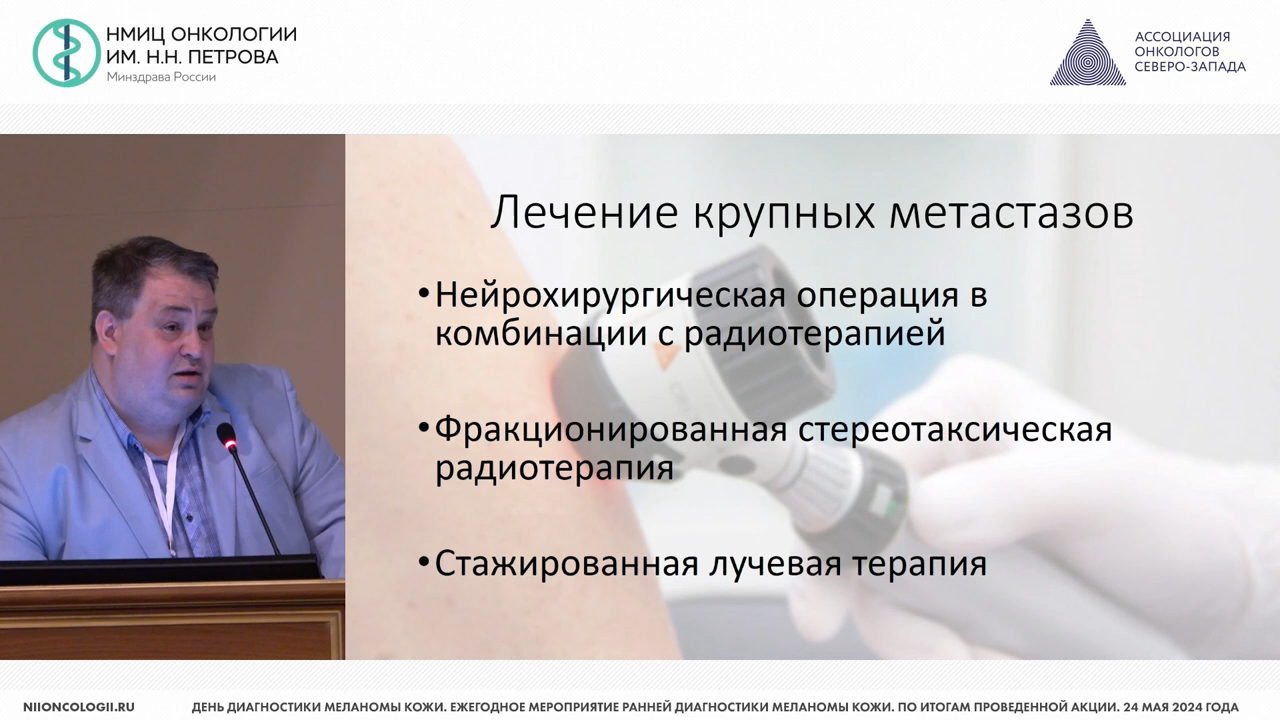 НМИЦ ОНКОЛОГИИ
ИМ. Н.Н. ПЕТРОВА
Минздрава России
АССОЦИАЦИЯ
ОНКОЛОГОВ
СЕВЕРО-ЗАПАДА
Лечение крупных метастазов
•Нейрохирургическая операция в
комбинации с радиотерапией
•Фракционированная стереотаксическая
радиотерапия
•Стажированная лучевая терапия
NIIONCOLOGII.RU
ДЕНЬ ДИАГНОСТИКИ МЕЛАНОМЫ КОЖИ. ЕЖЕГОДНОЕ МЕРОПРИЯТИЕ РАННЕЙ ДИАГНОСТИКИ МЕЛАНОМЫ КОЖИ. ПО ИТОГАМ ПРОВЕДЕННОЙ АКЦИИ. 24 МАЯ 2024 ГОДА